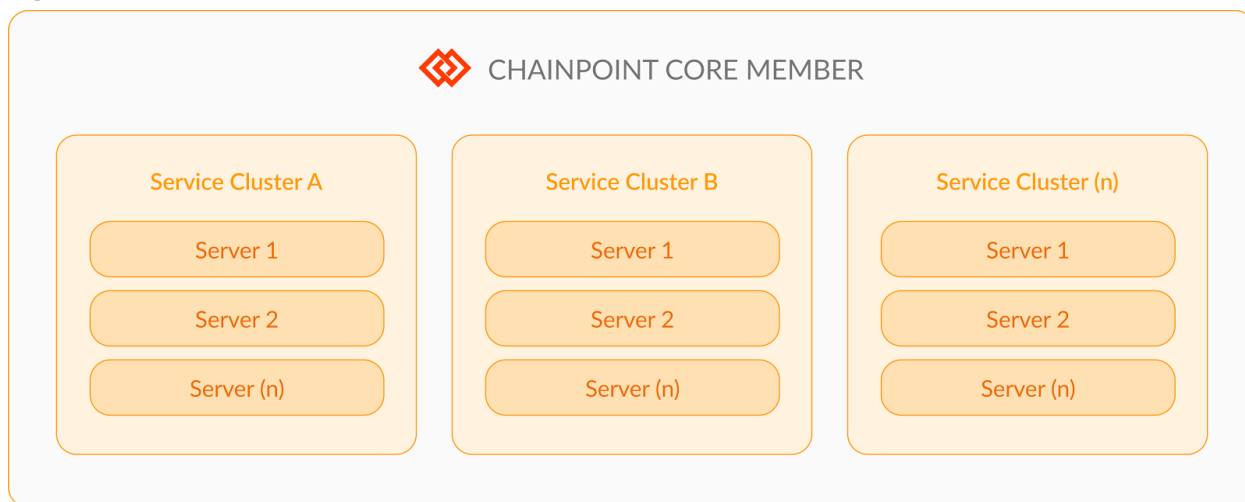 CHAINPOINT CORE MEMBER
Service Cluster A
Server 1
Server 2
Server (n)
Service Cluster B
Server 1
Server 2
Server (n)
Service Cluster (n)
Server 1
Server 2
Server (n)